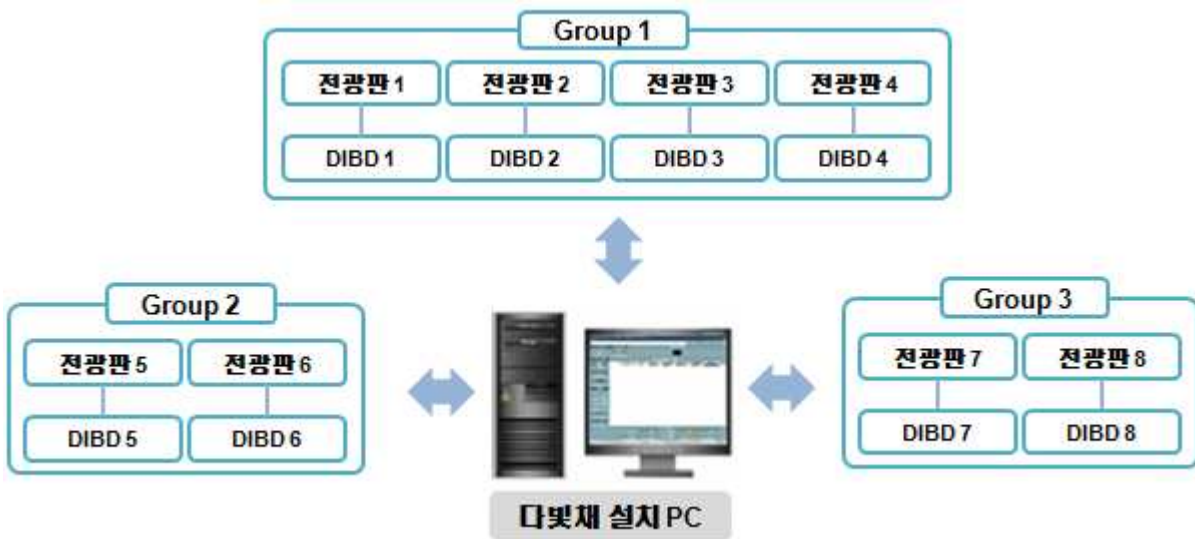 Group 1
전광판 1 전광판 2 전광판 3 전광판 4
DIBD 1 DIBD 2 DIBD 3 DIBD 4
Group 2
전광판 5 전광판 6
DIBD 5 DIBD 6
Group 3
전광판 7 전광판 8
DIBD 7 DIBD 8
다빛채 설치 PC